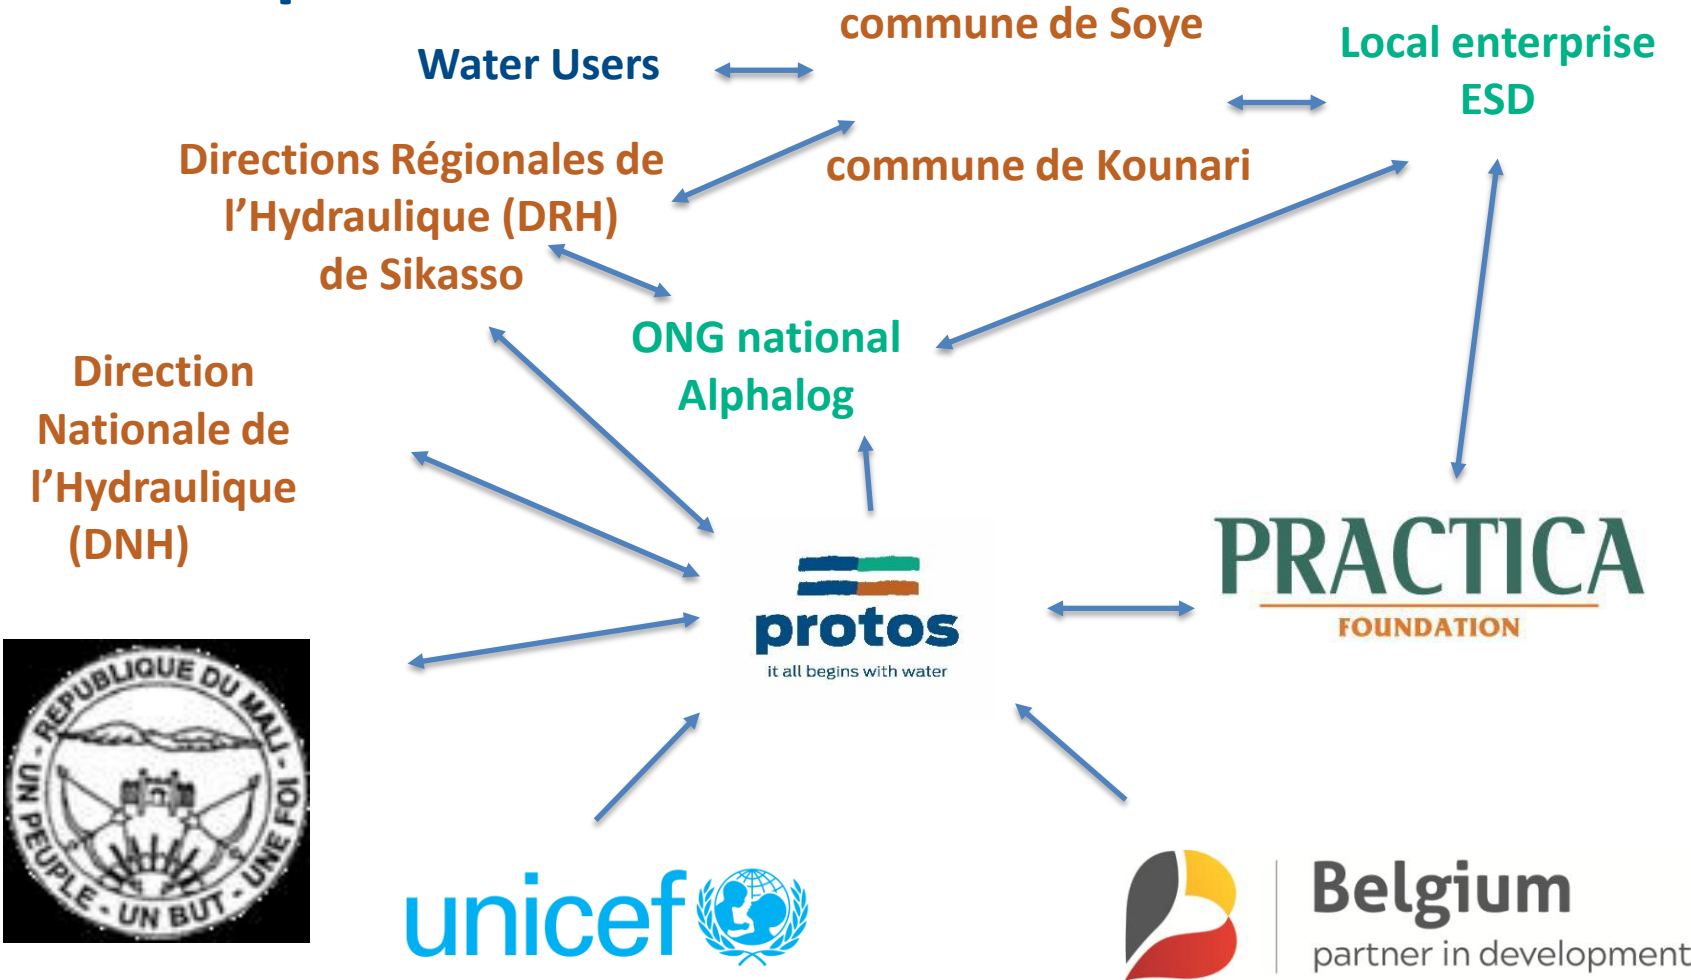 commune de Soye
Water Users
Local enterprise
ESD
Directions Régionales de
l’Hydraulique (DRH)
de Sikasso
commune de Kounari
ONG national
Alphalog
Direction
Nationale de
l’Hydraulique
(DNH)
protos
it all begins with water
PRACTICA
FOUNDATION
REPUBLIQUE DU MALI - UN PEUPLE - UN BUT - UNE FOI
unicef
Belgium
partner in development